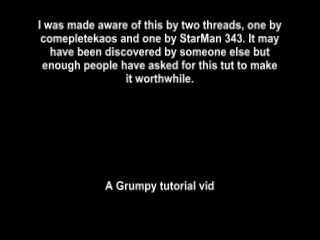 I was made aware of this by two threads, one by
comepletekaos and one by StarMan 343. It may
have been discovered by someone else but
enough people have asked for this tut to make
it worthwhile.
A Grumpy tutorial vid